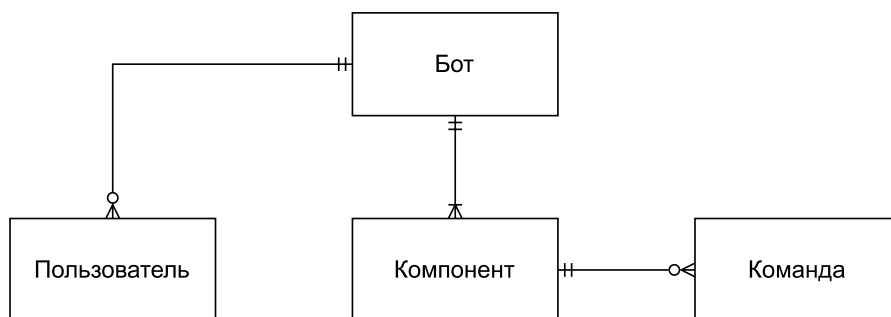 Бот
Пользователь
Компонент
Команда